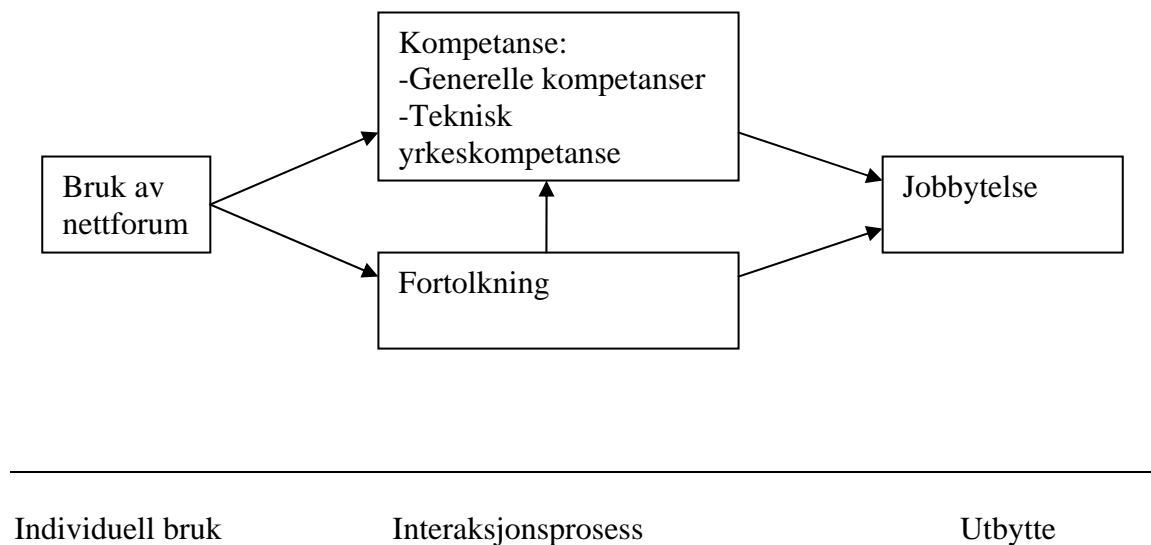 Kompetanse:
-Generelle kompetanser
-Teknisk
yrkeskompetanse
Bruk av
nettforum
Jobbytelse
Fortolkning
Individuell bruk
Interaksjonsprosess
Utbytte